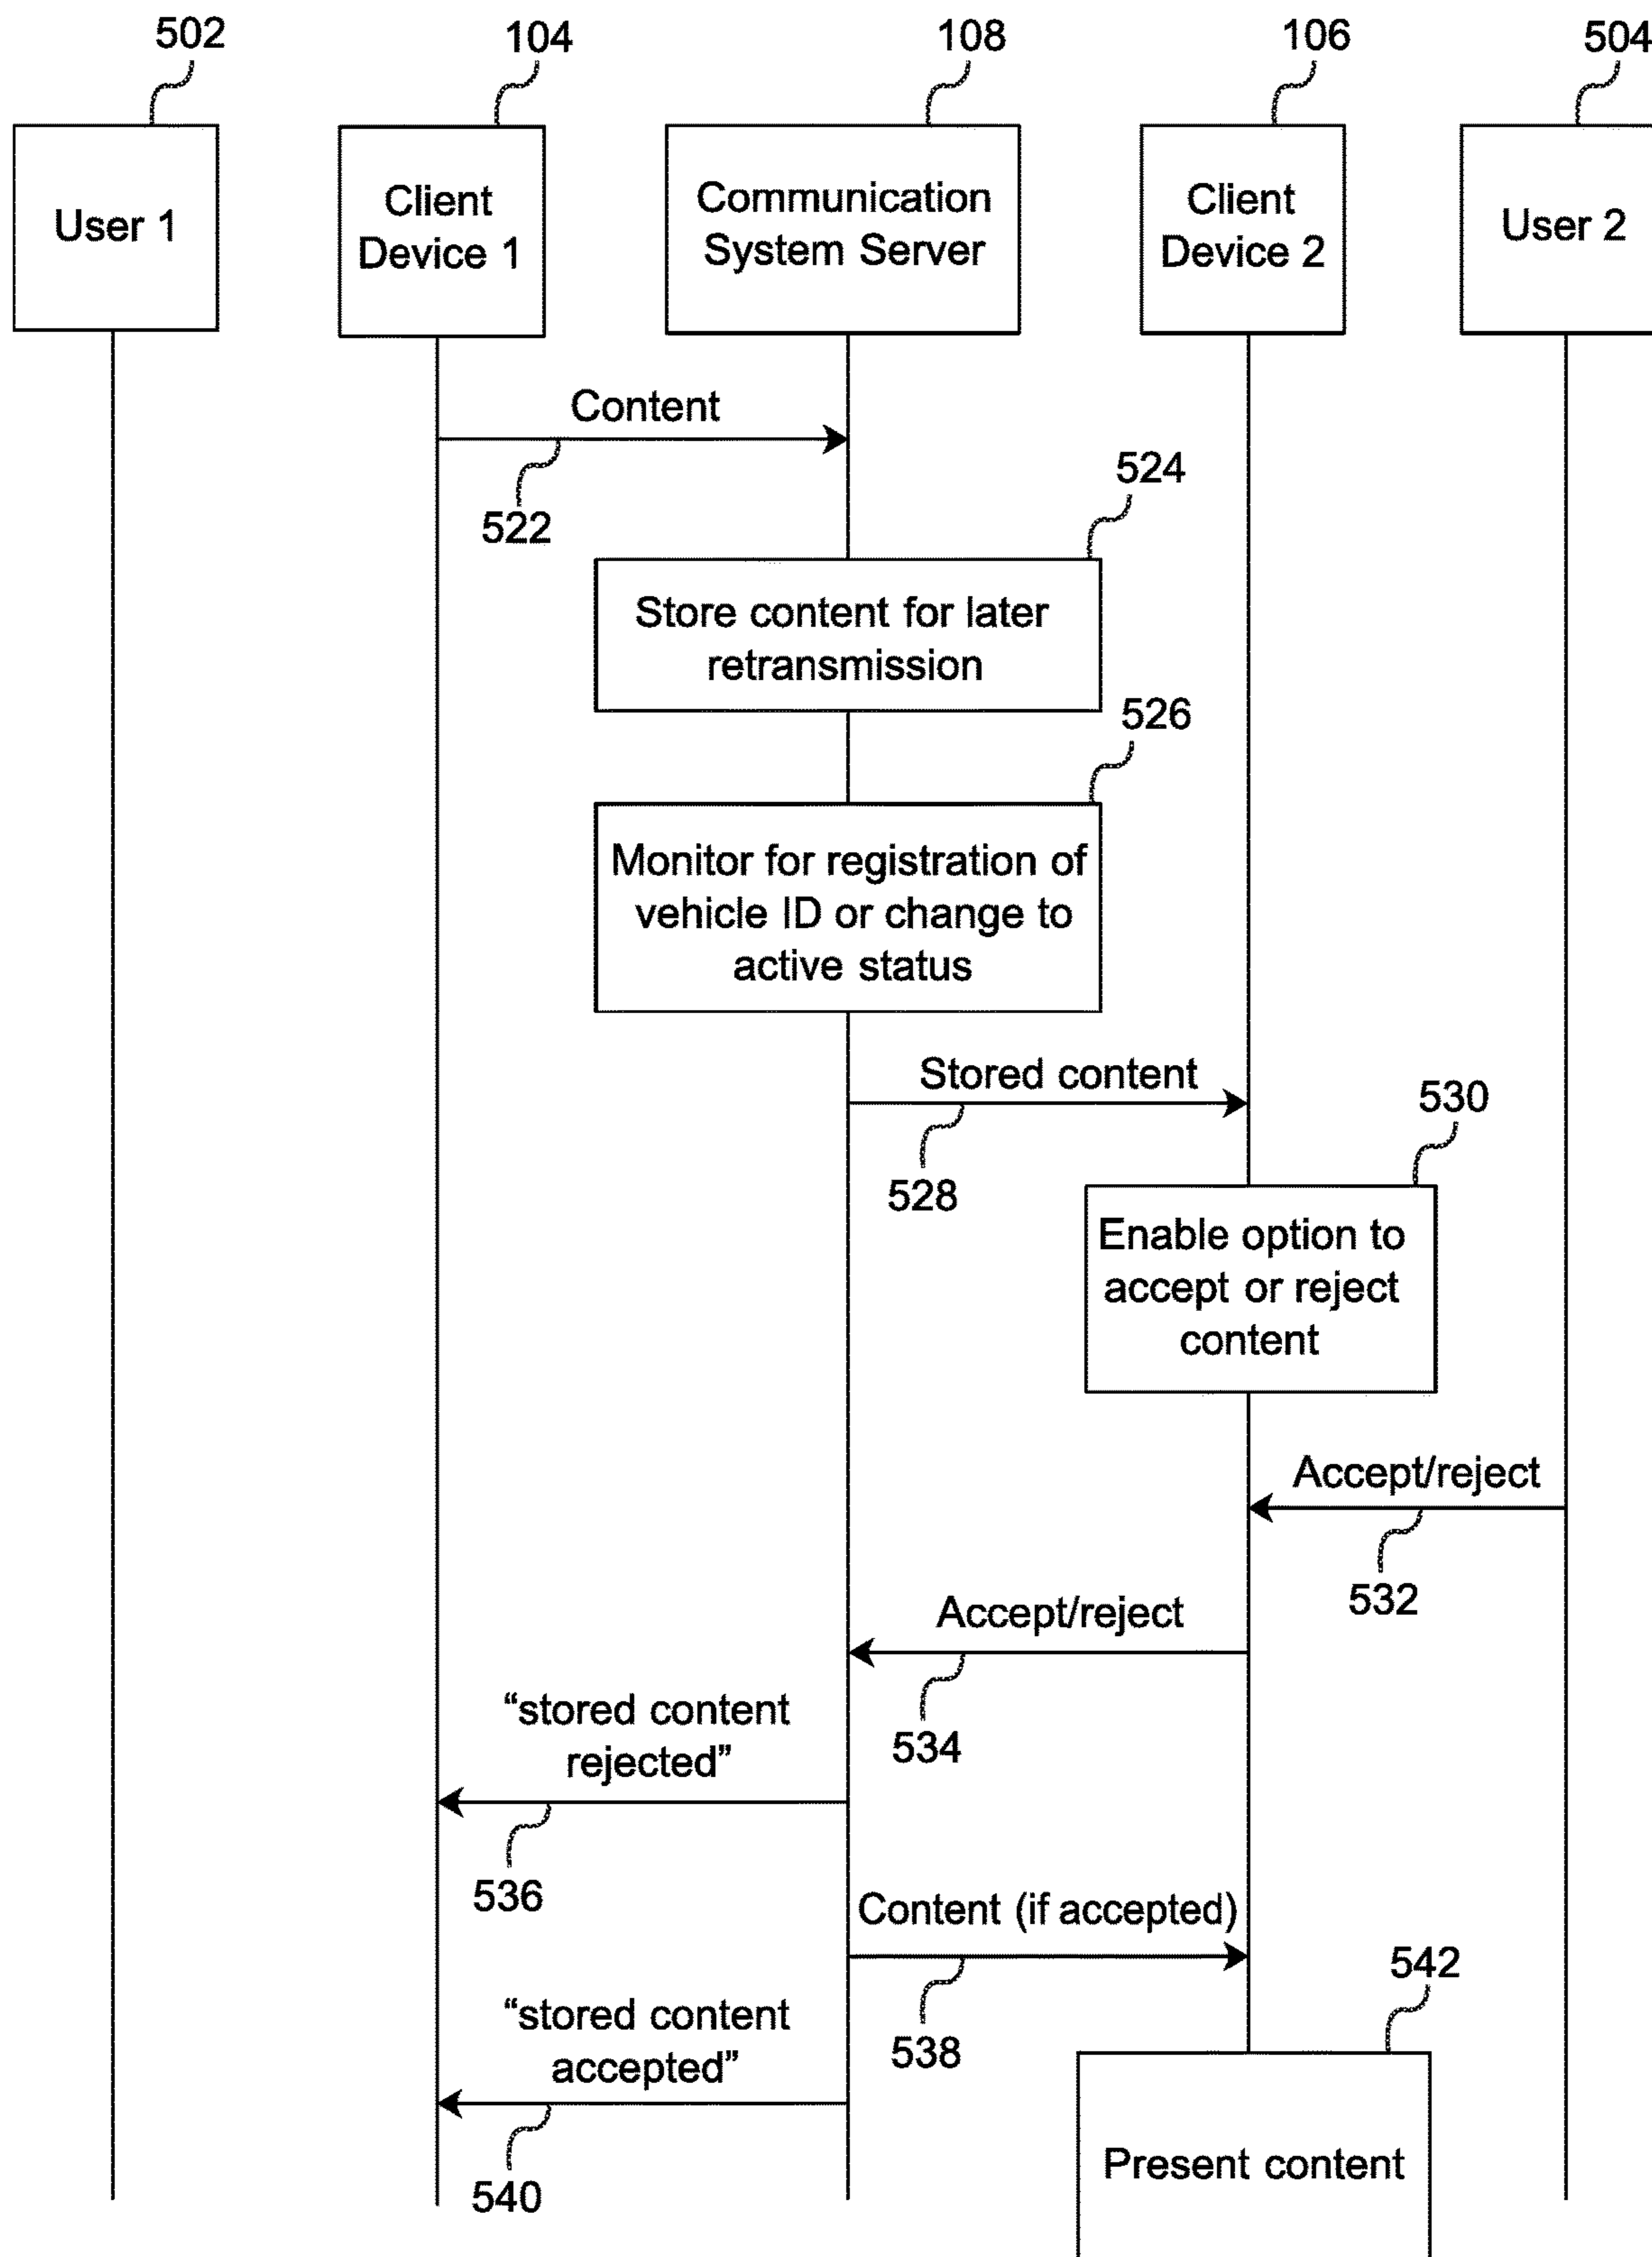 502
104
108
106
504
User 1
Client
Device 1
Communication
System Server
Client
Device 2
User 2
Content
522
524
Store content for later
retransmission
526
Monitor for registration of
vehicle ID or change to
active status
Stored content
528
530
Enable option to
accept or reject
content
Accept/reject
532
Accept/reject
534
“stored content
rejected”
536
Content (if accepted)
538
542
“stored content
accepted”
540
Present content